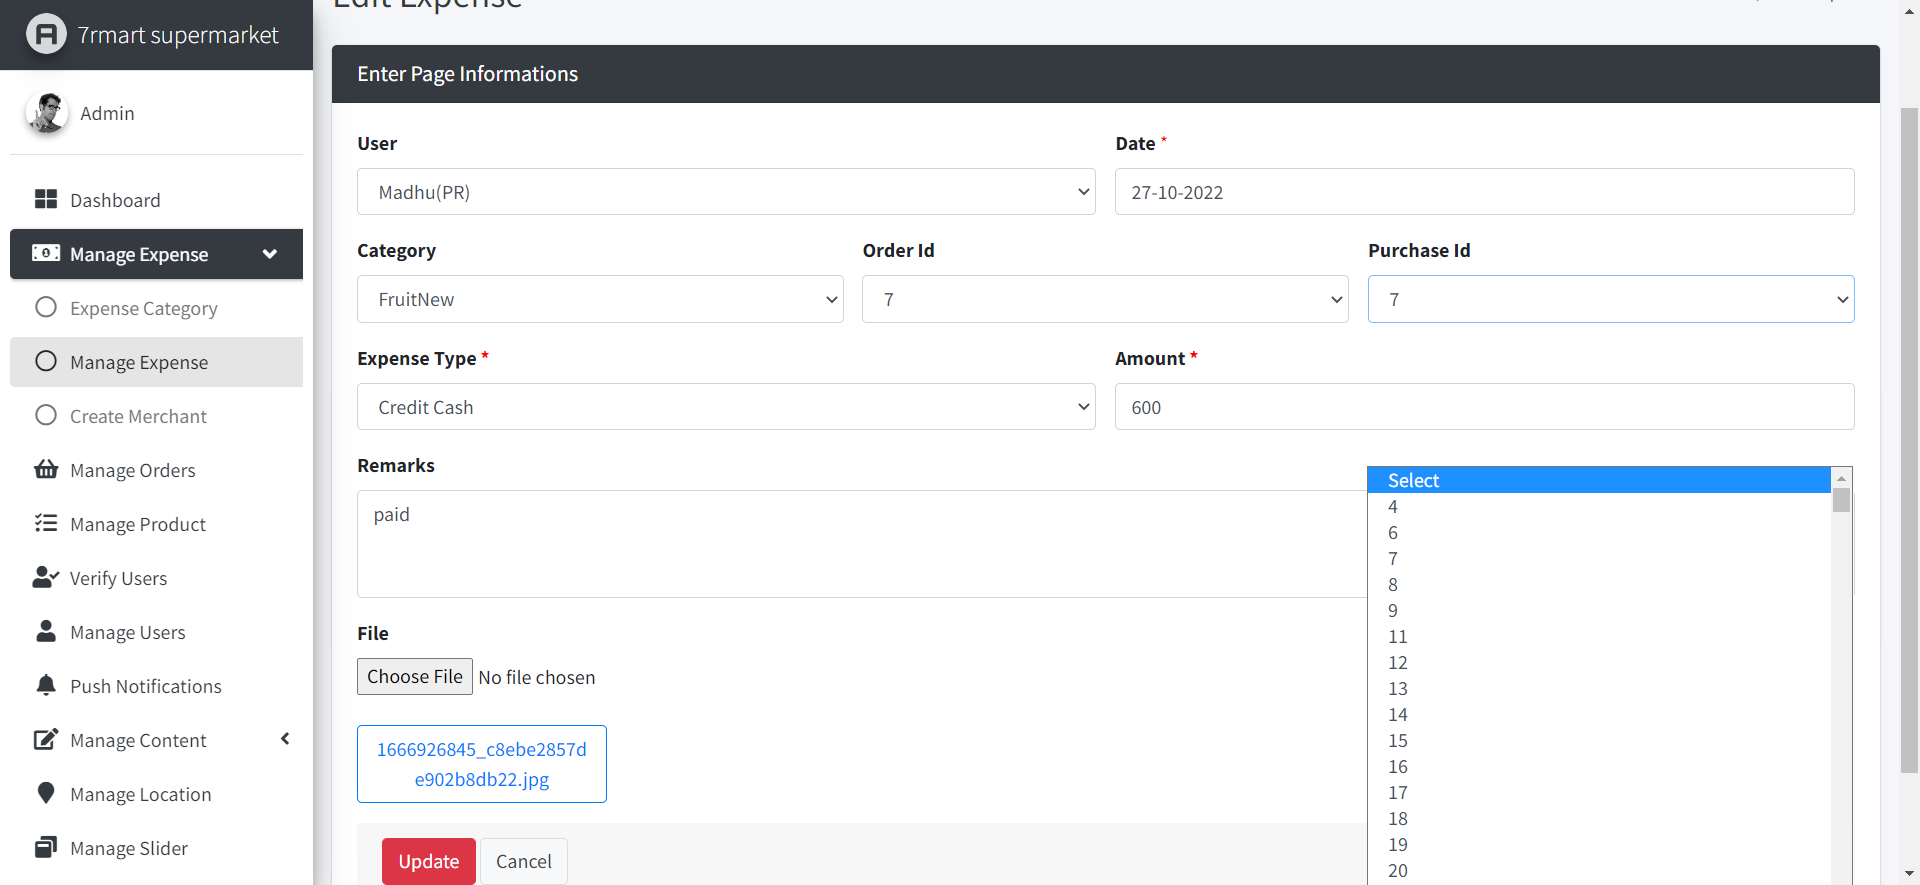 7rmart supermarket
Admin
Dashboard
Manage Expense
Expense Category
Manage Expense
Create Merchant
Manage Orders
Manage Product
Verify Users
Manage Users
Push Notifications
Manage Content
Manage Location
Manage Slider
Edit Expense
Enter Page Informations
User
Date *
Madhu(PR)
27-10-2022
Category
Order Id
Purchase Id
FruitNew
7
7
Expense Type *
Amount *
Credit Cash
600
Remarks
paid
File
Choose File No file chosen
1666926845_c8ebe2857d
e902b8db22.jpg
Update
Cancel
Select
4
6
7
8
9
11
12
13
14
15
16
17
18
19
20